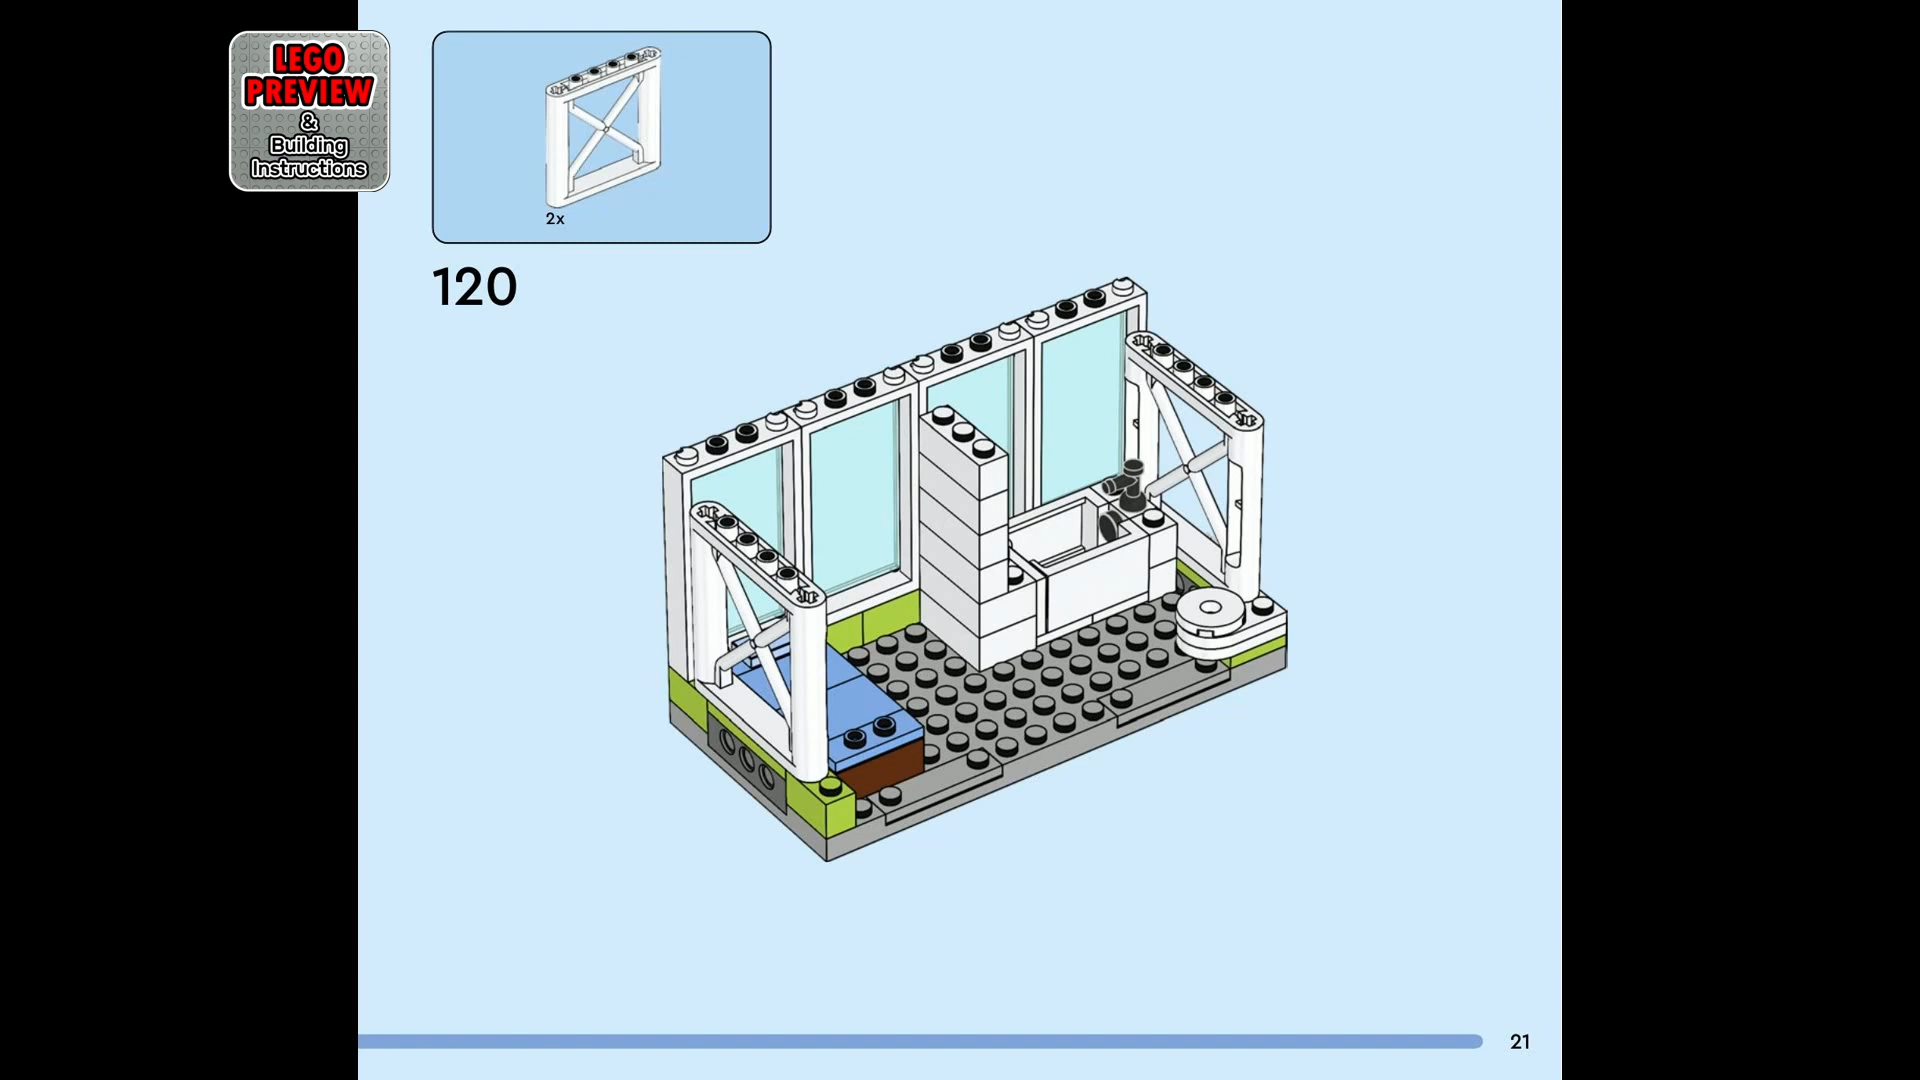 LEGO
PREVIEW
&
Building
Instructions
2x
120
21